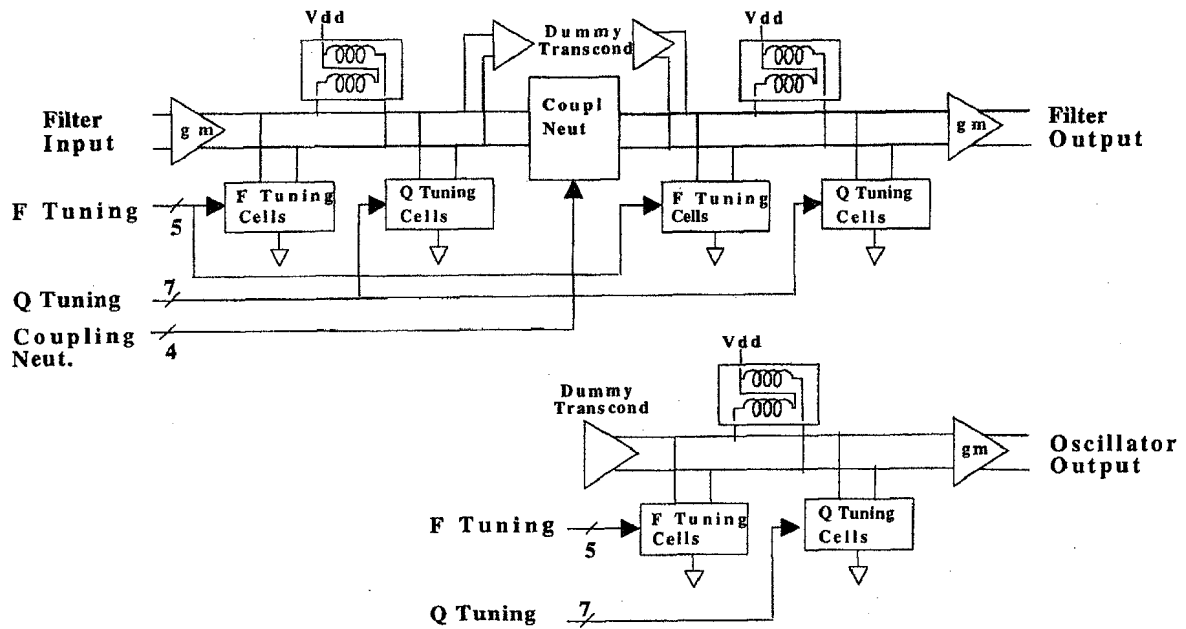 Vdd
Dummy
Transcond
Vdd
Filter
Input
gm
Coupl
Neut
gm
Filter
Output
F Tuning
5
F Tuning
Cells
Q Tuning
Cells
F Tuning
Cells
Q Tuning
Cells
Q Tuning
7
Coupling
Neut.
4
Vdd
Dummy
Transcond
gm
Oscillator
Output
F Tuning
5
F Tuning
Cells
Q Tuning
Cells
Q Tuning
7